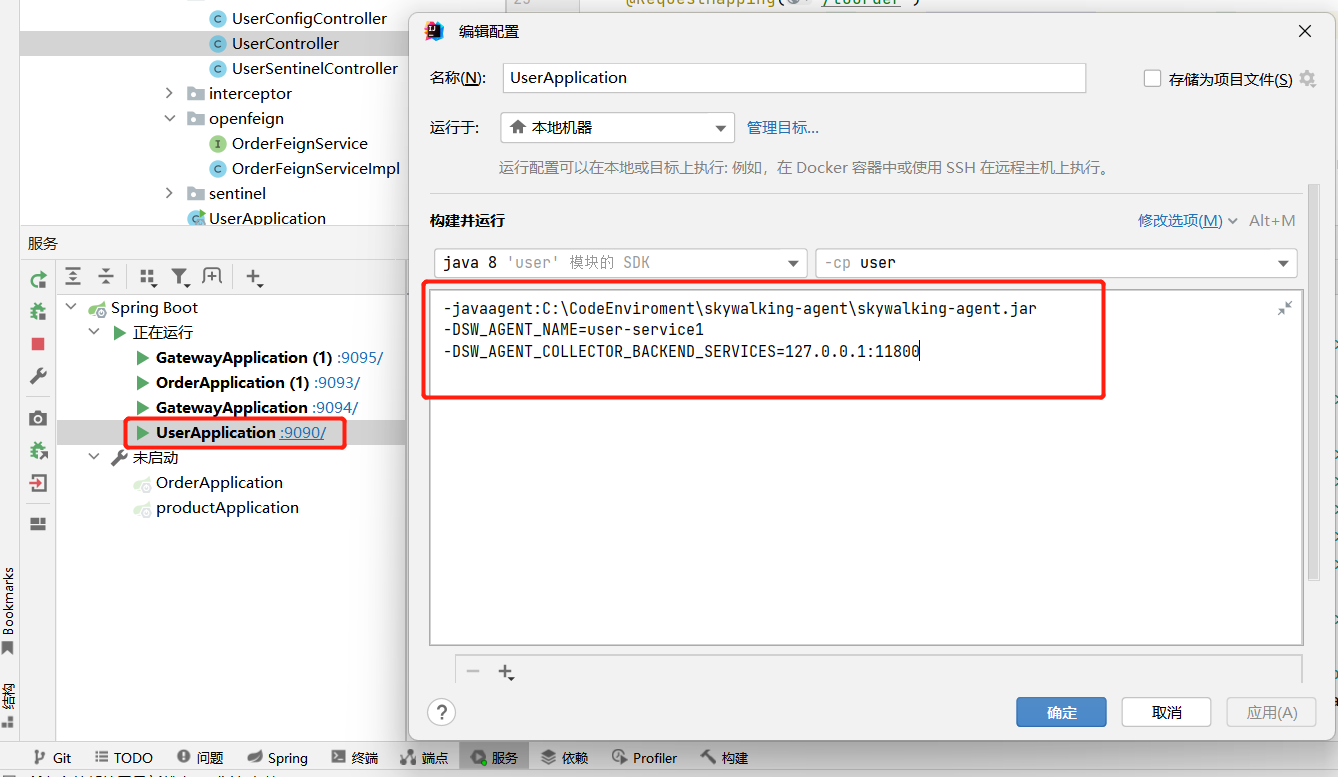 UserConfigController
UserController
UserSentinelController
interceptor
openfeign
OrderFeignService
OrderFeignServiceImpl
sentinel
UserApplication
服务
Spring Boot
正在运行
GatewayApplication (1) :9095/
OrderApplication (1) :9093/
GatewayApplication :9094/
UserApplication :9090/
未启动
OrderApplication
productApplication
Bookmarks
结构
编辑配置
名称(N):
UserApplication
存储为项目文件(S)
运行于:
本地机器
管理目标...
运行配置可以在本地或目标上执行: 例如，在 Docker 容器中或使用 SSH 在远程主机上执行。
构建并运行
修改选项(M) Alt+M
java 8 'user' 模块的 SDK
-cp user
-javaagent:C:\CodeEnviroment\skywalking-agent\skywalking-agent.jar
-DSW_AGENT_NAME=user-service1
-DSW_AGENT_COLLECTOR_BACKEND_SERVICES=127.0.0.1:11800
?
确定
取消
应用(A)
Git
TODO
问题
Spring
终端
端点
服务
依赖
Profiler
构建